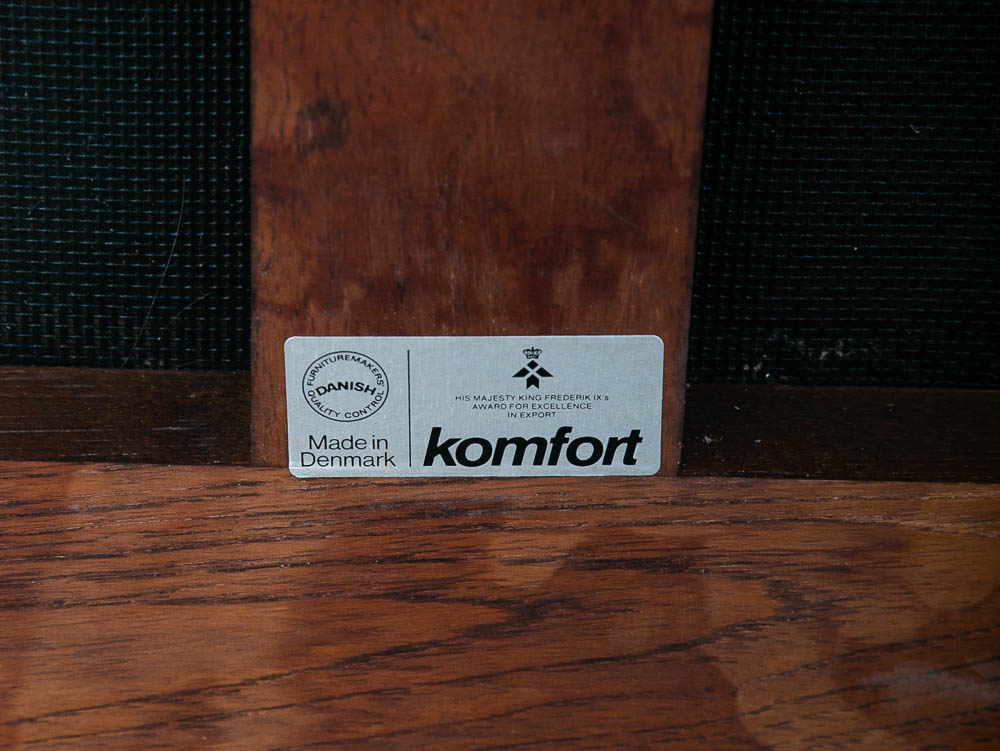 FURNITUREMAKERS'
DANISH
QUALITY CONTROL
Made in
Denmark
HIS MAJESTY KING FREDERIK IX's
AWARD FOR EXCELLENCE
IN EXPORT
komfort